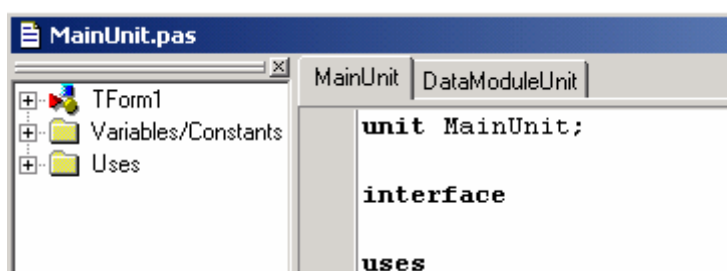 MainUnit.pas
TForm1
Variables/Constants
Uses
MainUnit DataModuleUnit
unit MainUnit;
interface
uses